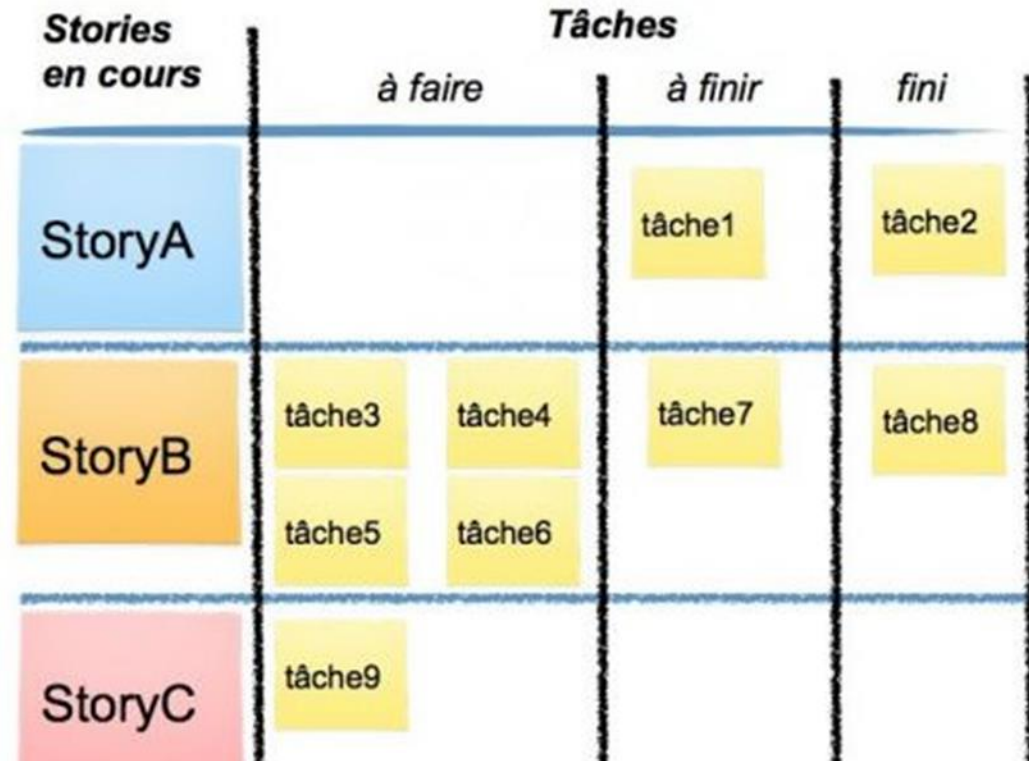 Stories
en cours
Tâches
à faire
à finir
fini
StoryA
tâche1
tâche2
StoryB
tâche3
tâche4
tâche7
tâche8
tâche5
tâche6
StoryC
tâche9